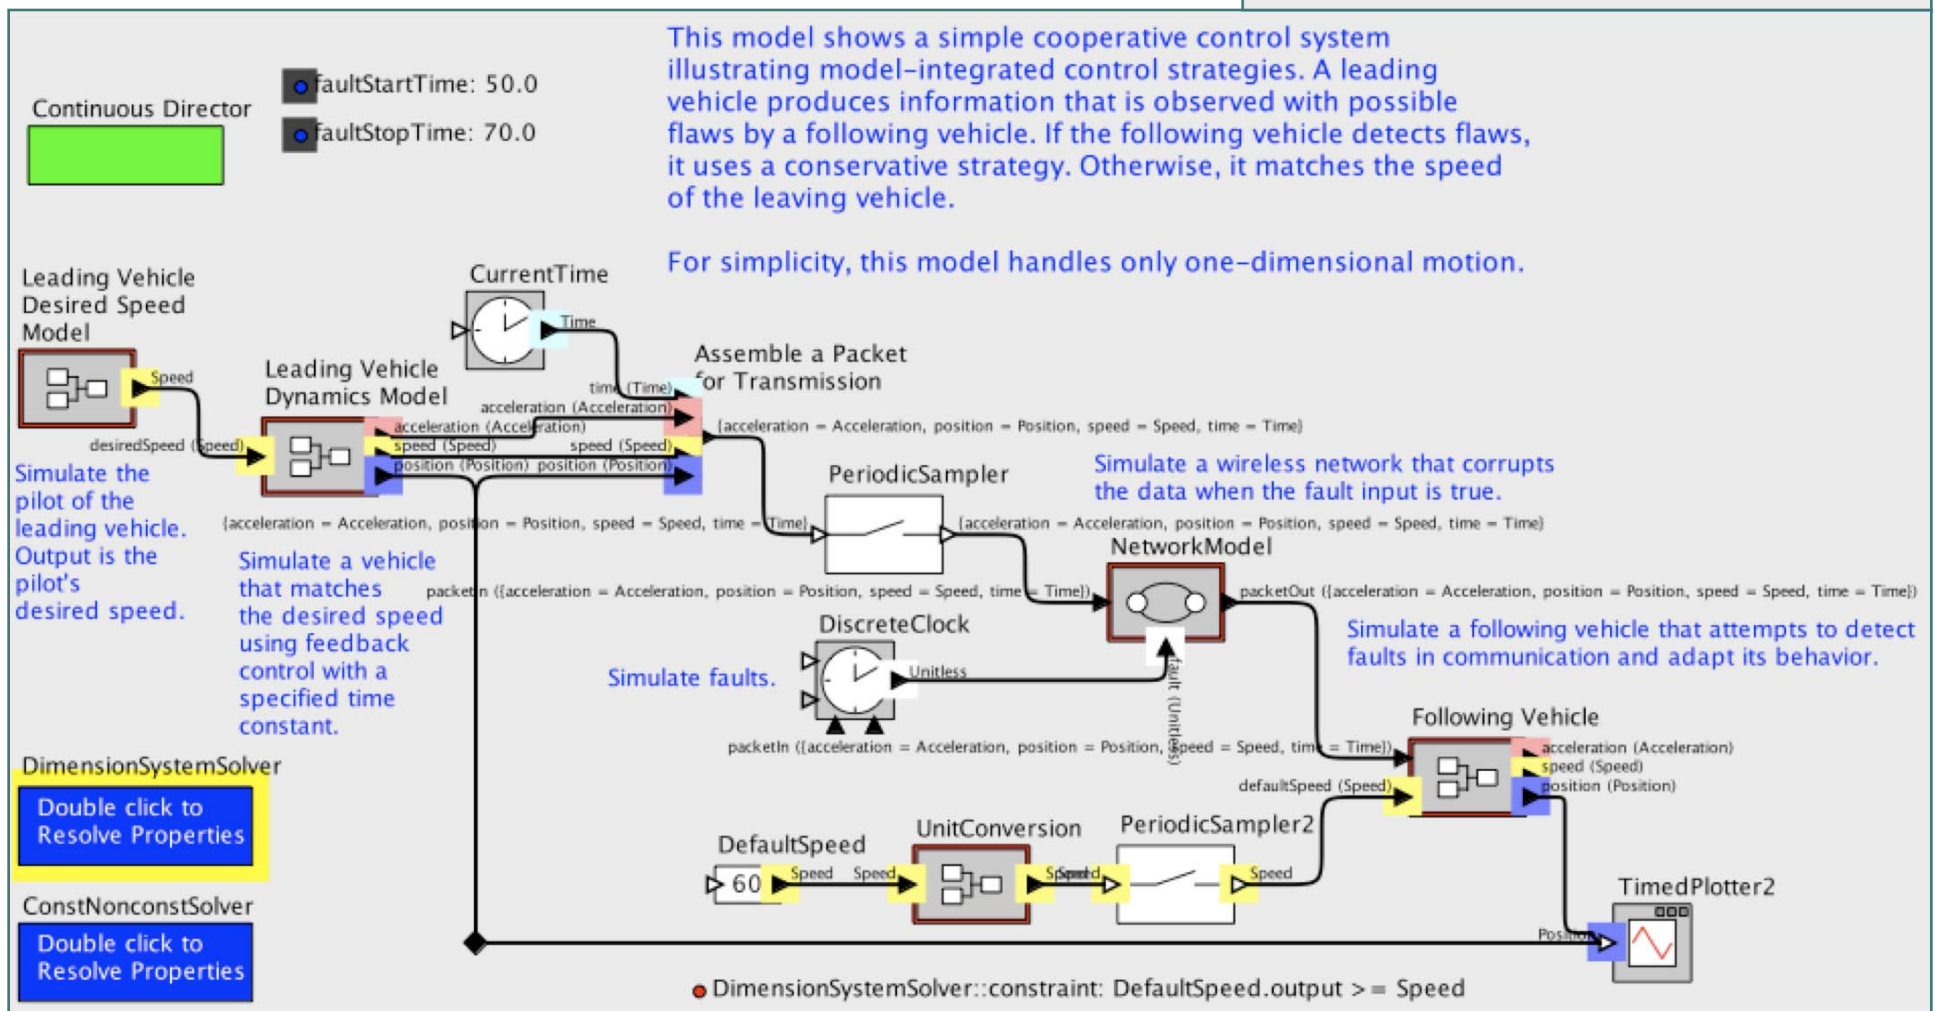 This model shows a simple cooperative control system
illustrating model-integrated control strategies. A leading
vehicle produces information that is observed with possible
flaws by a following vehicle. If the following vehicle detects flaws,
it uses a conservative strategy. Otherwise, it matches the speed
of the leaving vehicle.
For simplicity, this model handles only one-dimensional motion.
Continuous Director
faultStartTime: 50.0
faultStopTime: 70.0
Leading Vehicle
Desired Speed
Model
Speed
desiredSpeed (Speed)
Simulate the
pilot of the
leading vehicle.
Output is the
pilot's
desired speed.
Leading Vehicle
Dynamics Model
acceleration (Acceleration)
speed (Speed)
position (Position)
Simulate a vehicle
that matches
the desired speed
using feedback
control with a
specified time
constant.
CurrentTime
Time
Assemble a Packet
for Transmission
time (Time)
acceleration (Acceleration)
speed (Speed)
position (Position)
{acceleration = Acceleration, position = Position, speed = Speed, time = Time}
PeriodicSampler
{acceleration = Acceleration, position = Position, speed = Speed, time = Time}
{acceleration = Acceleration, position = Position, speed = Speed, time = Time}
Simulate a wireless network that corrupts
the data when the fault input is true.
NetworkModel
packetIn ({acceleration = Acceleration, position = Position, speed = Speed, time = Time})
packetOut ({acceleration = Acceleration, position = Position, speed = Speed, time = Time})
fault (Unitless)
DiscreteClock
Unitless
Simulate faults.
Simulate a following vehicle that attempts to detect
faults in communication and adapt its behavior.
Following Vehicle
packetIn ({acceleration = Acceleration, position = Position, speed = Speed, time = Time})
defaultSpeed (Speed)
acceleration (Acceleration)
speed (Speed)
position (Position)
DefaultSpeed
60
Speed
Speed
UnitConversion
Speed
Speed
PeriodicSampler2
Speed
TimedPlotter2
Position
DimensionSystemSolver
Double click to
Resolve Properties
ConstNonconstSolver
Double click to
Resolve Properties
DimensionSystemSolver::constraint: DefaultSpeed.output >= Speed